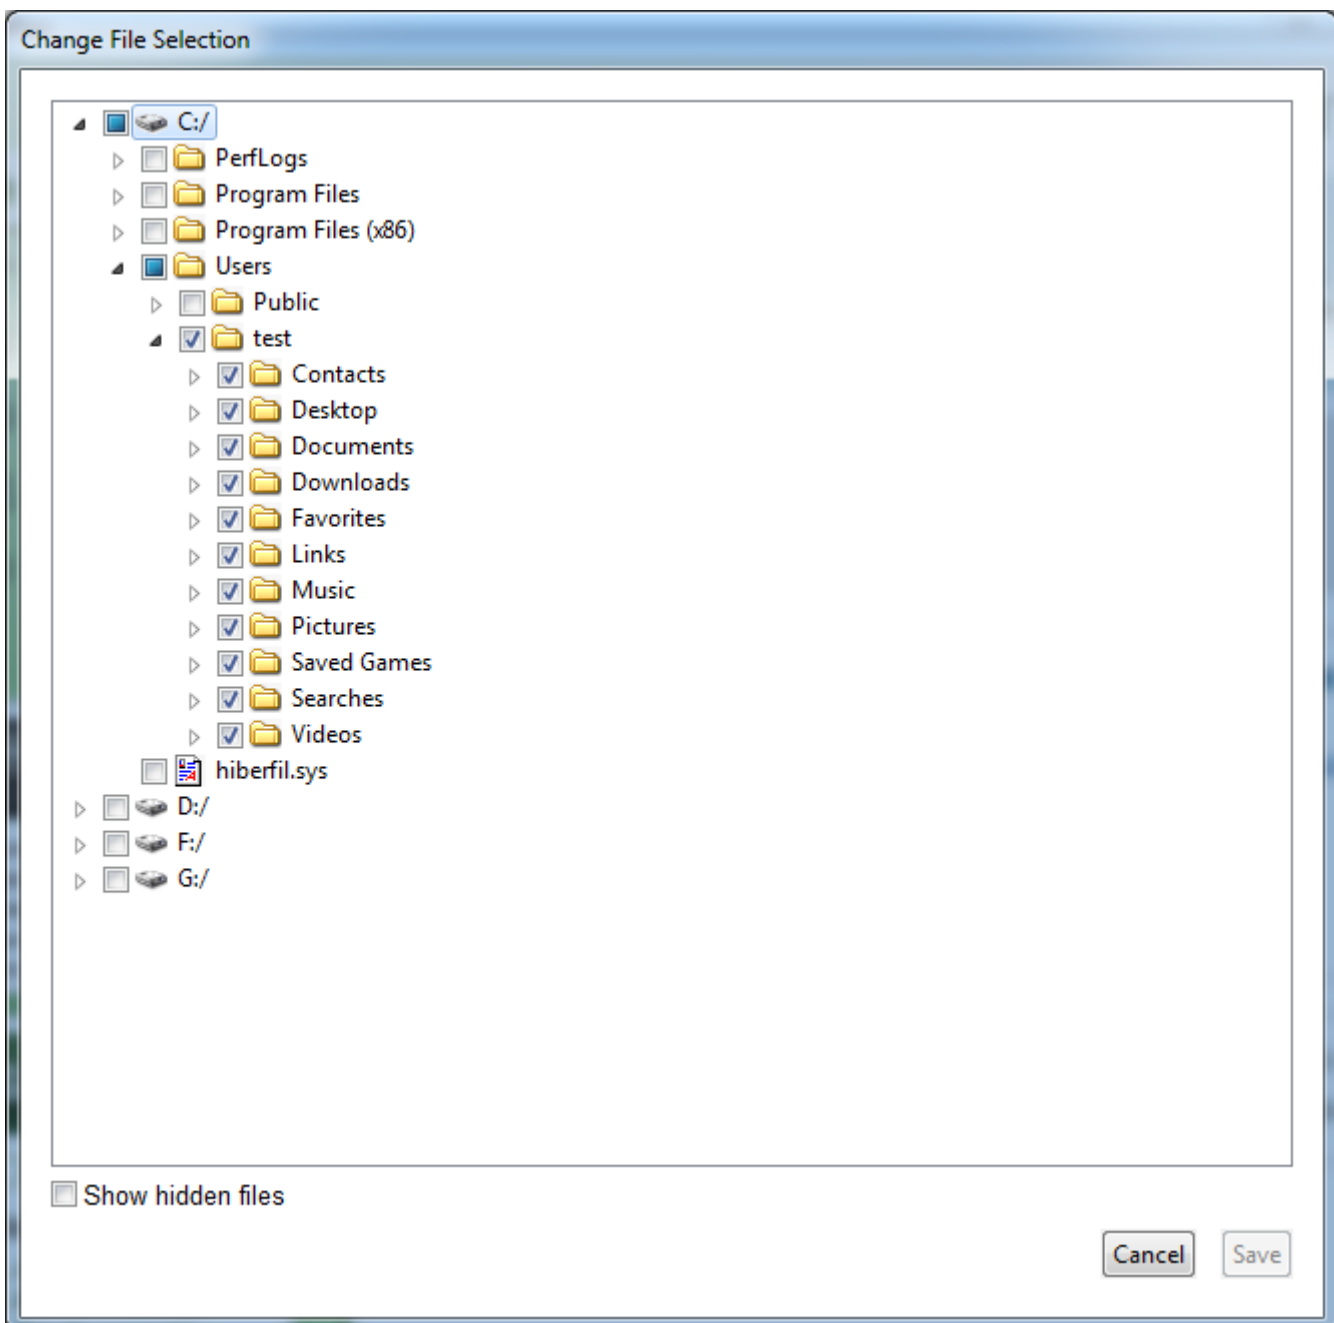 Change File Selection
C:/
PerfLogs
Program Files
Program Files (x86)
Users
Public
test
Contacts
Desktop
Documents
Downloads
Favorites
Links
Music
Pictures
Saved Games
Searches
Videos
hiberfil.sys
D:/
F:/
G:/
Show hidden files
Cancel Save